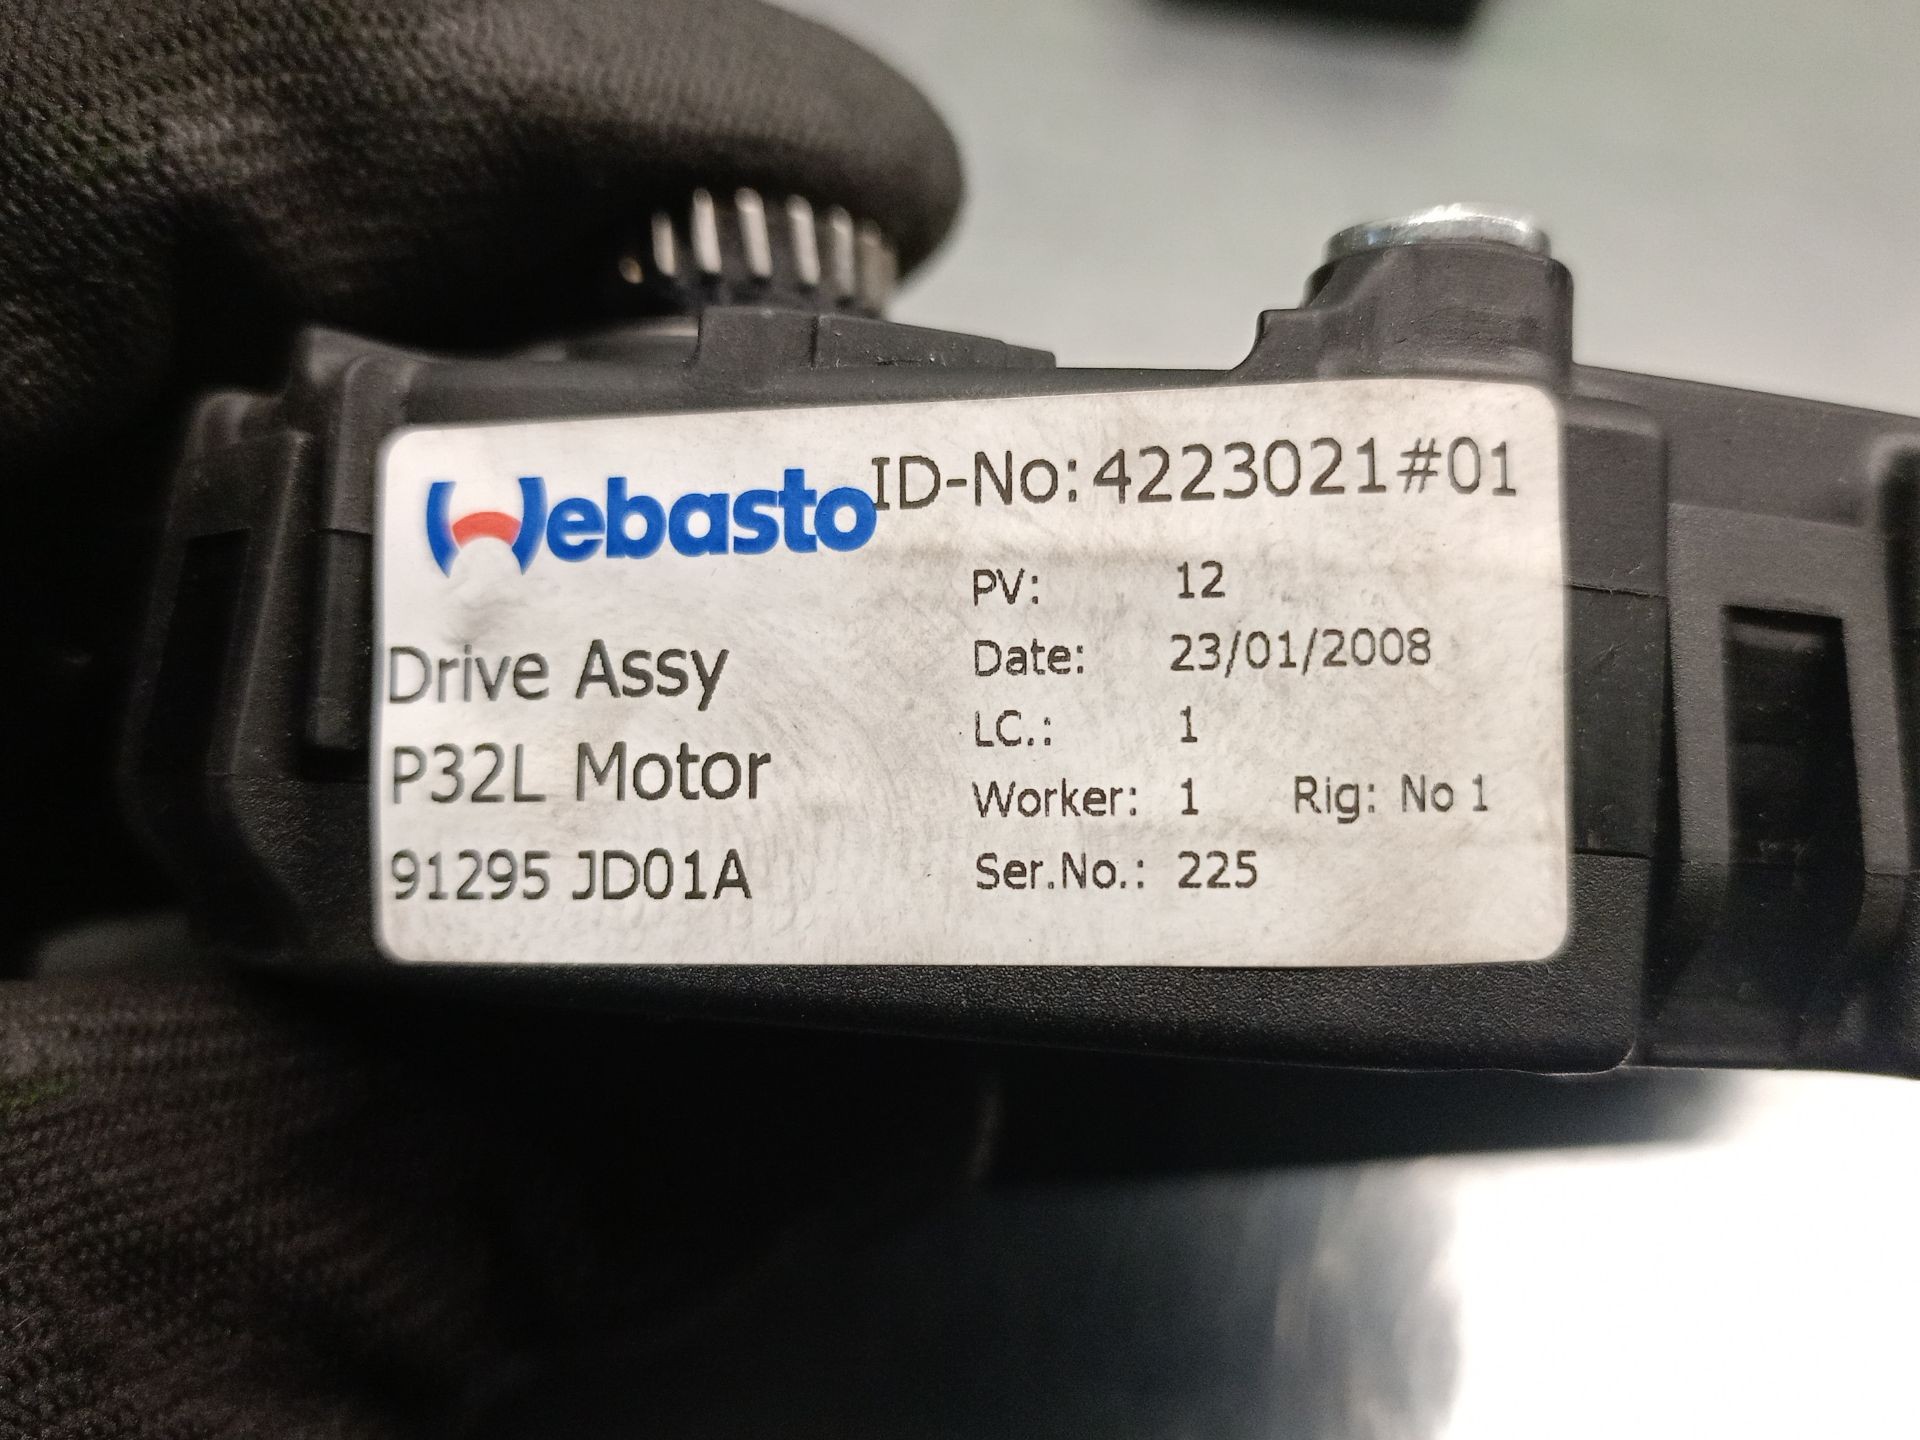 Webasto
ID-No: 4223021#01
PV: 12
Date: 23/01/2008
LC.: 1
Worker: 1 Rig: No 1
Ser.No.: 225
Drive Assy
P32L Motor
91295 JD01A